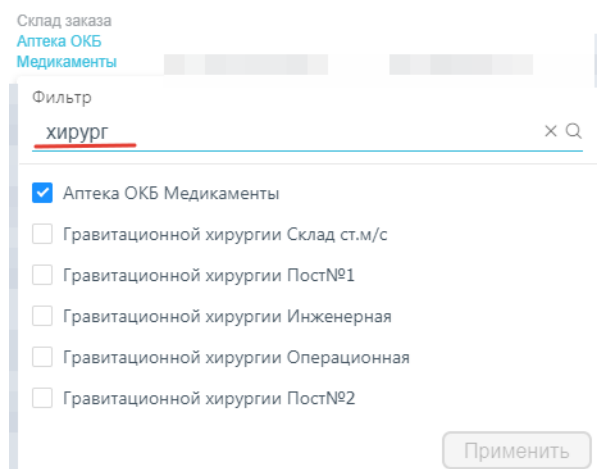 Склад заказа
Аптека ОКБ
Медикаменты
Фильтр
хирург
Аптека ОКБ Медикаменты
Гравитационной хирургии Склад ст.м/с
Гравитационной хирургии Пост№1
Гравитационной хирургии Инженерная
Гравитационной хирургии Операционная
Гравитационной хирургии Пост№2
Применить